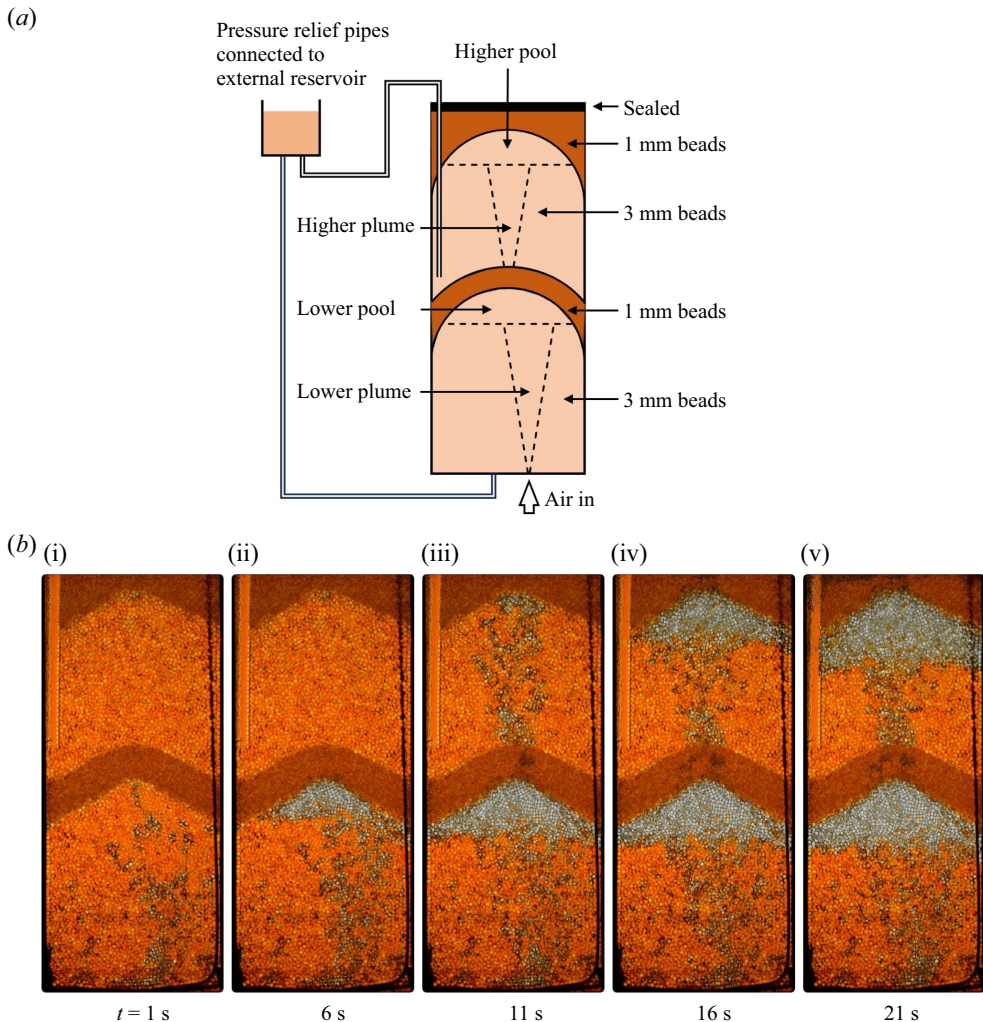 (a)
Pressure relief pipes
connected to
external reservoir
Higher pool
Sealed
1 mm beads
3 mm beads
Higher plume
Lower pool
1 mm beads
Lower plume
3 mm beads
Air in
(b)
(i)
(ii)
(iii)
(iv)
(v)
t = 1 s
6 s
11 s
16 s
21 s